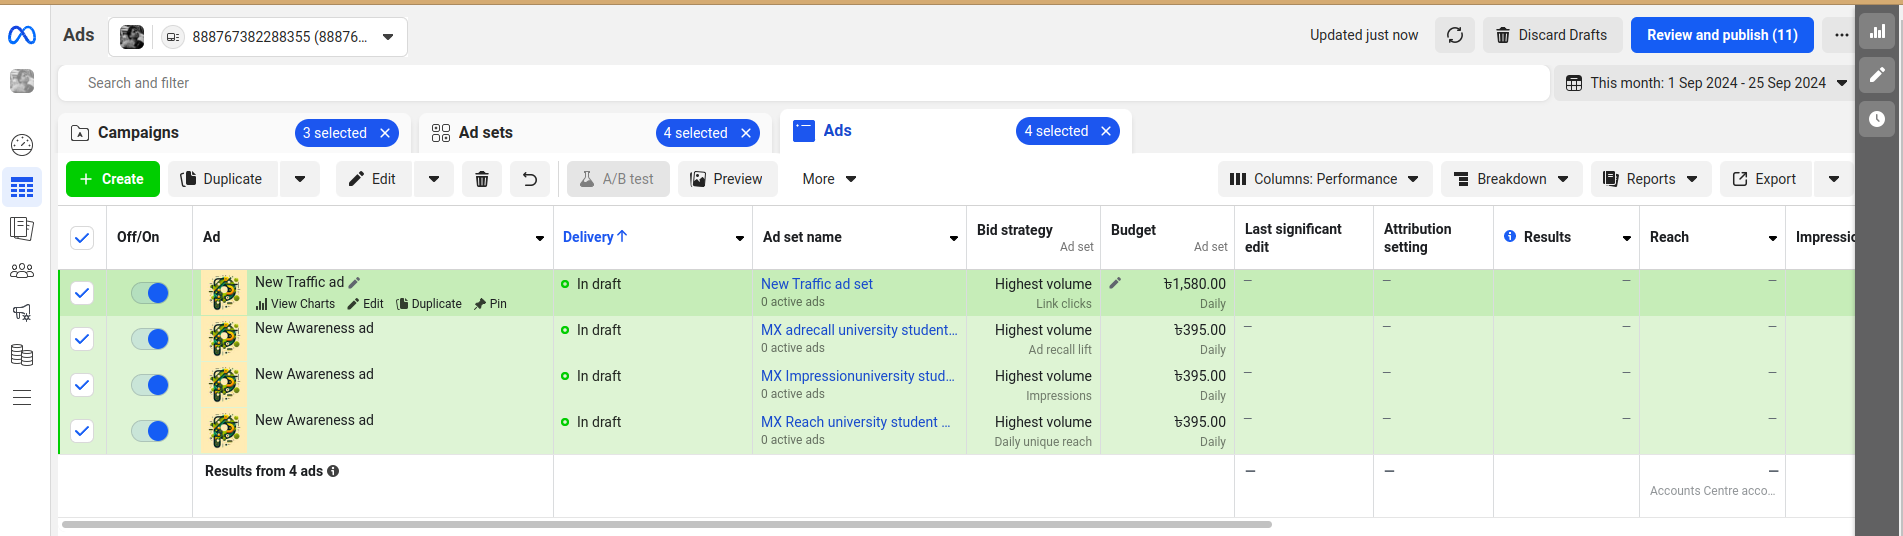 Ads
888767382288355 (88876...
Updated just now
Discard Drafts
Review and publish (11)
Search and filter
This month: 1 Sep 2024 - 25 Sep 2024
Campaigns
3 selected
Ad sets
4 selected
Ads
4 selected
+ Create
Duplicate
Edit
A/B test
Preview
More
Columns: Performance
Breakdown
Reports
Export
Off/On
Ad
Delivery ↑
Ad set name
Bid strategy
Ad set
Budget
Ad set
Last significant
edit
Attribution
setting
Results
Reach
Impressio
New Traffic ad
View Charts Edit Duplicate Pin
In draft
New Traffic ad set
0 active ads
Highest volume
Link clicks
৳1,580.00
Daily
—
—
—
—
New Awareness ad
In draft
MX adrecall university student...
0 active ads
Highest volume
Ad recall lift
৳395.00
Daily
—
—
—
—
New Awareness ad
In draft
MX Impressionuniversity stud...
0 active ads
Highest volume
Impressions
৳395.00
Daily
—
—
—
—
New Awareness ad
In draft
MX Reach university student ...
0 active ads
Highest volume
Daily unique reach
৳395.00
Daily
—
—
—
—
Results from 4 ads
—
—
—
Accounts Centre acco...